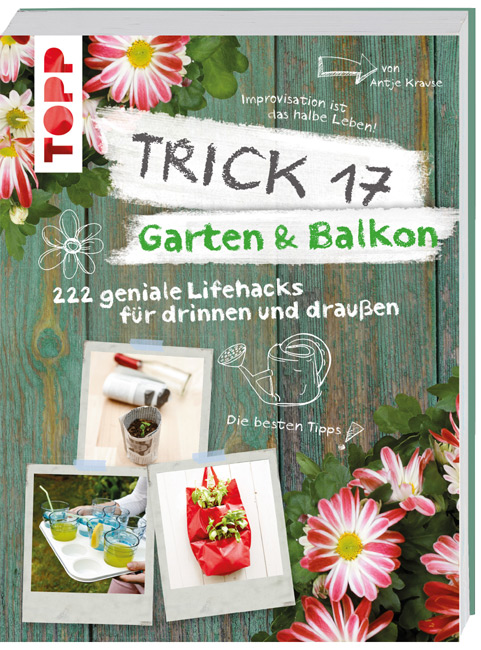 TOPP
von
Antje Krause
Improvisation ist
das halbe Leben!
TRICK 17
Garten & Balkon
222 geniale Lifehacks
für drinnen und draußen
Die besten Tipps!